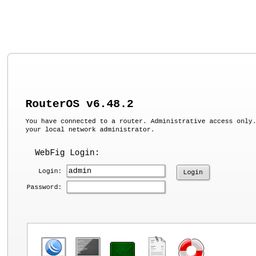 RouterOS v6.48.2
You have connected to a router. Administrative access only.
your local network administrator.
WebFig Login:
Login: admin Login
Password: